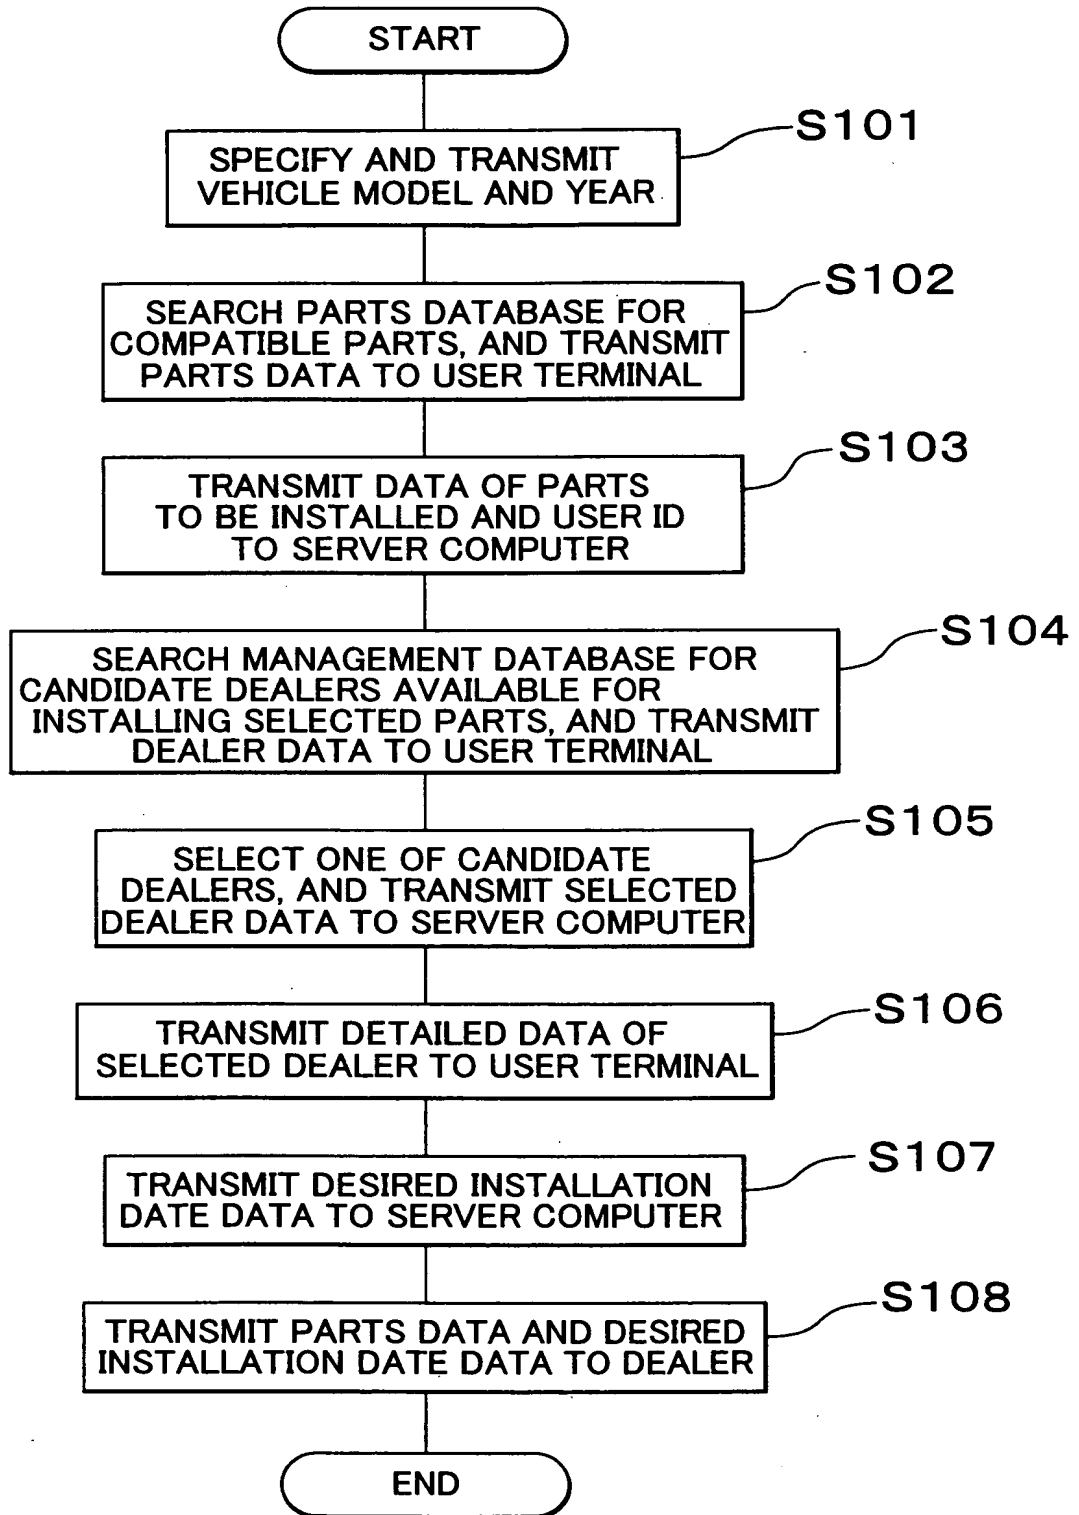 START
S101
SPECIFY AND TRANSMIT
VEHICLE MODEL AND YEAR
S102
SEARCH PARTS DATABASE FOR
COMPATIBLE PARTS, AND TRANSMIT
PARTS DATA TO USER TERMINAL
S103
TRANSMIT DATA OF PARTS
TO BE INSTALLED AND USER ID
TO SERVER COMPUTER
S104
SEARCH MANAGEMENT DATABASE FOR
CANDIDATE DEALERS AVAILABLE FOR
INSTALLING SELECTED PARTS, AND TRANSMIT
DEALER DATA TO USER TERMINAL
S105
SELECT ONE OF CANDIDATE
DEALERS, AND TRANSMIT SELECTED
DEALER DATA TO SERVER COMPUTER
S106
TRANSMIT DETAILED DATA OF
SELECTED DEALER TO USER TERMINAL
S107
TRANSMIT DESIRED INSTALLATION
DATE DATA TO SERVER COMPUTER
S108
TRANSMIT PARTS DATA AND DESIRED
INSTALLATION DATE DATA TO DEALER
END